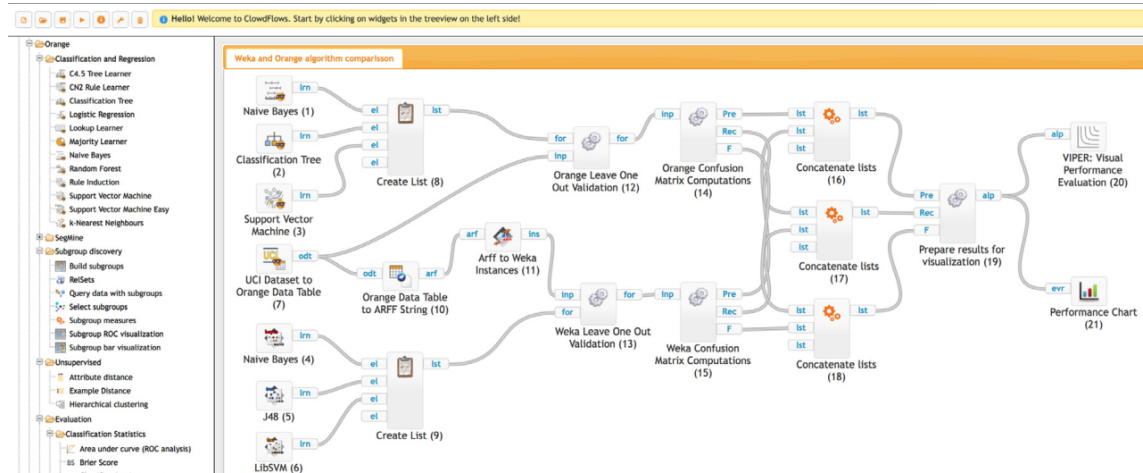 Hello! Welcome to ClowdFlows. Start by clicking on widgets in the treeview on the left side!
Orange
Classification and Regression
C4.5 Tree Learner
CN2 Rule Learner
Classification Tree
Logistic Regression
Lookup Learner
Majority Learner
Naive Bayes
Random Forest
Rule Induction
Support Vector Machine
Support Vector Machine Easy
k-Nearest Neighbours
SegMine
Subgroup discovery
Build subgroups
RelSets
Query data with subgroups
Select subgroups
Subgroup measures
Subgroup ROC visualization
Subgroup bar visualization
Unsupervised
Attribute distance
Example Distance
Hierarchical clustering
Evaluation
Classification Statistics
Area under curve (ROC analysis)
BS Brier Score
Weka and Orange algorithm comparisson
lrn
Naive Bayes (1)
lrn
Classification Tree
(2)
lrn
Support Vector
Machine (3)
UCI
odt
UCI Dataset to
Orange Data Table
(7)
lrn
Naive Bayes (4)
lrn
J48 (5)
lrn
LibSVM (6)
el
el
el
lst
Create List (8)
odt
arf
Orange Data Table
to ARFF String (10)
arf
ins
Arff to Weka
Instances (11)
el
el
el
el
lst
Create List (9)
for
inp
for
Orange Leave One
Out Validation (12)
inp
for
for
Weka Leave One Out
Validation (13)
inp
Pre
Rec
F
Orange Confusion
Matrix Computations
(14)
inp
Pre
Rec
F
Weka Confusion
Matrix Computations
(15)
lst
lst
lst
lst
Concatenate lists
(16)
lst
lst
lst
lst
Concatenate lists
(17)
lst
lst
lst
lst
Concatenate lists
(18)
Pre
Rec
F
alp
Prepare results for
visualization (19)
alp
VIPER: Visual
Performance
Evaluation (20)
evr
Performance Chart
(21)